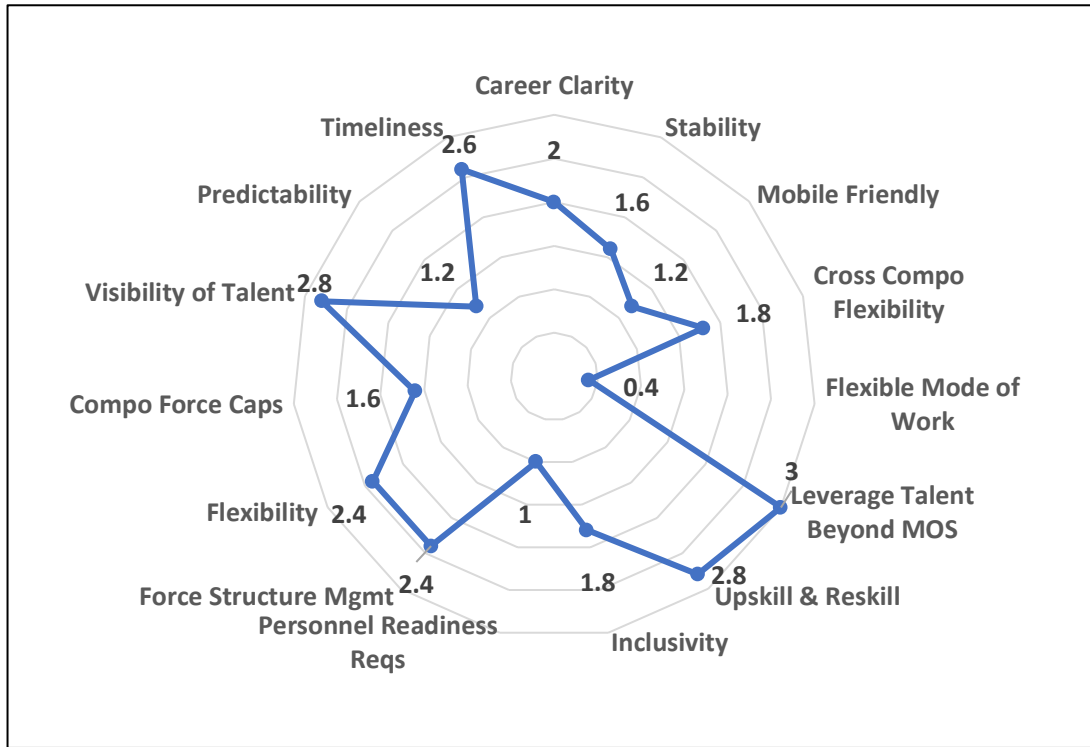 Career Clarity
Timeliness
Stability
2.6
2
Predictability
Mobile Friendly
1.6
1.2
1.2
Visibility of Talent
2.8
Cross Compo
Flexibility
1.8
Compo Force Caps
1.6
0.4
Flexible Mode of
Work
3
Leverage Talent
Beyond MOS
Flexibility
2.4
1
Force Structure Mgmt
2.4
1.8
2.8
Upskill & Reskill
Personnel Readiness
Reqs
Inclusivity